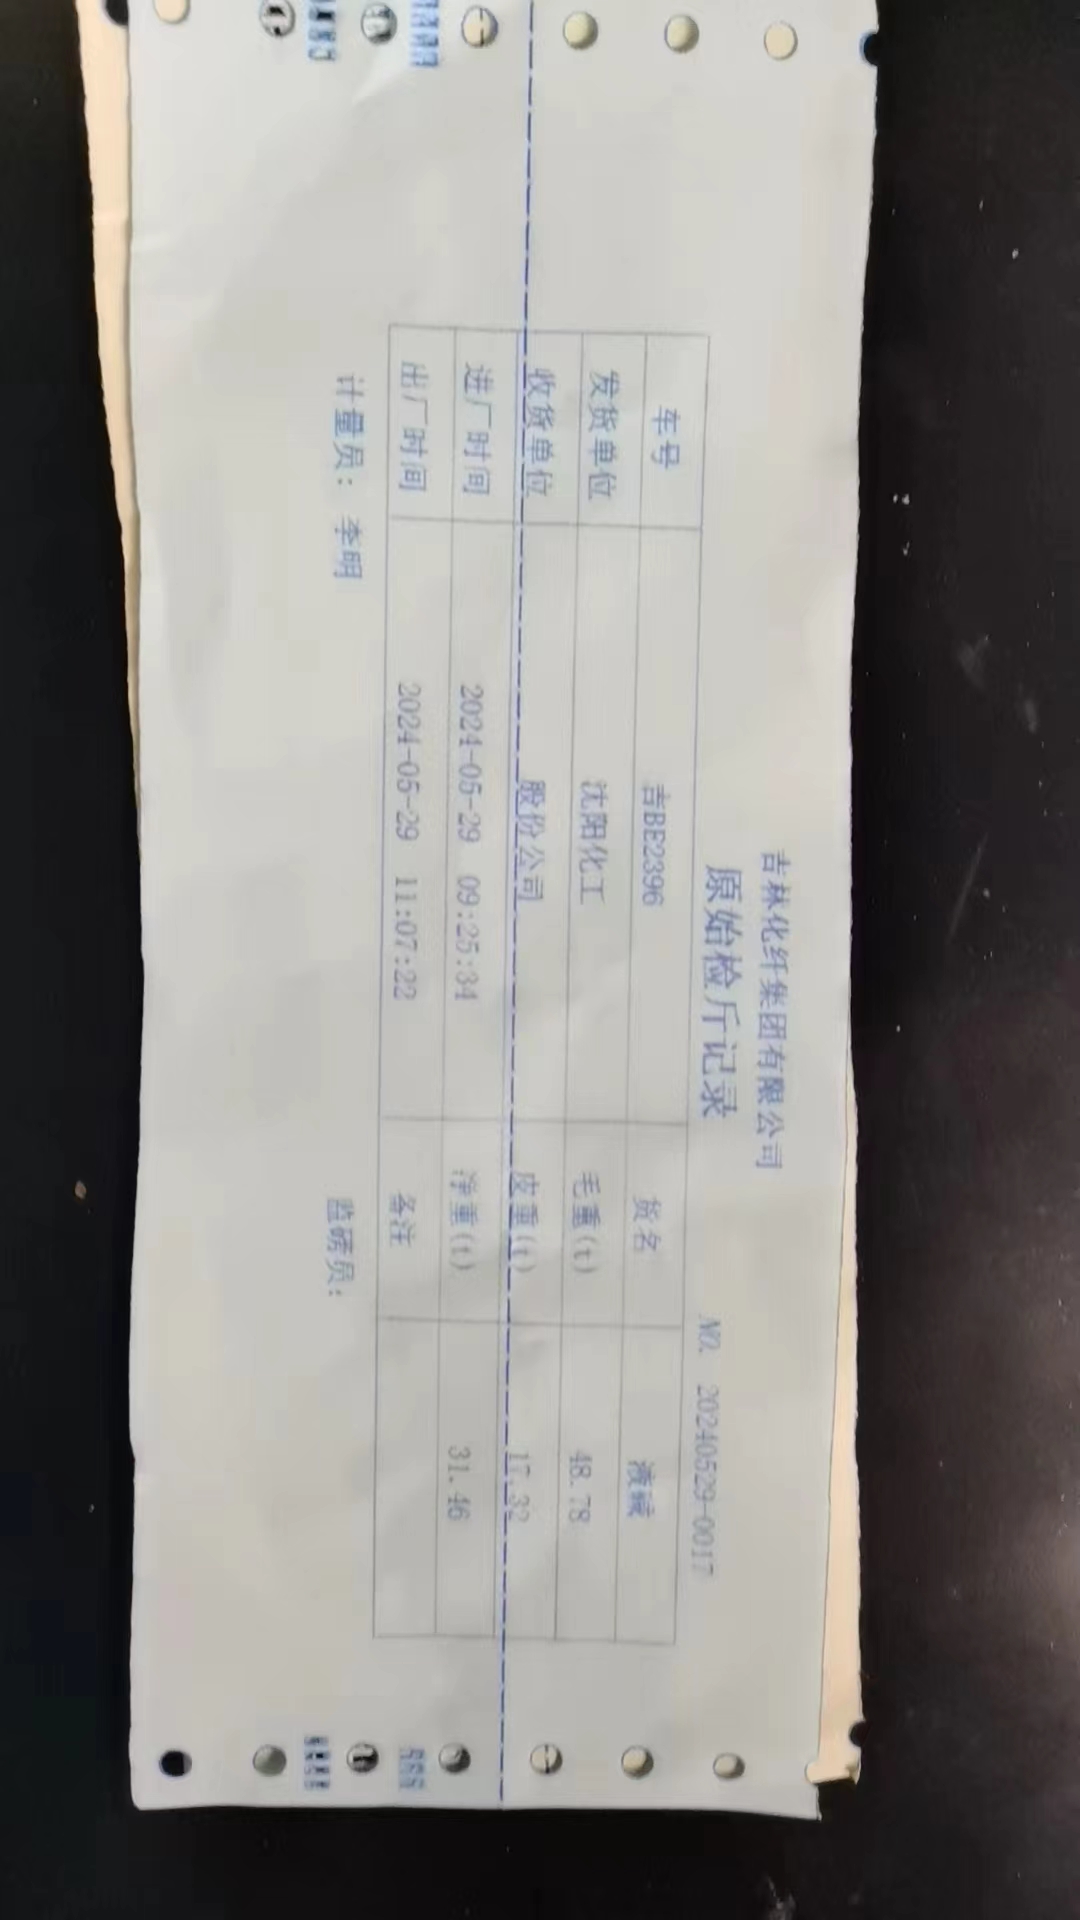 吉林化纤集团有限公司
原始检斤记录
NO. 20240529-0017
车号 吉BE2396 货名 液碱
发货单位 沈阳化工 毛重(t) 48.78
收货单位 股份公司 皮重(t) 17.32
进厂时间 2024-05-29 09:25:34 净重(t) 31.46
出厂时间 2024-05-29 11:07:22 备注
计量员： 李明 监磅员：